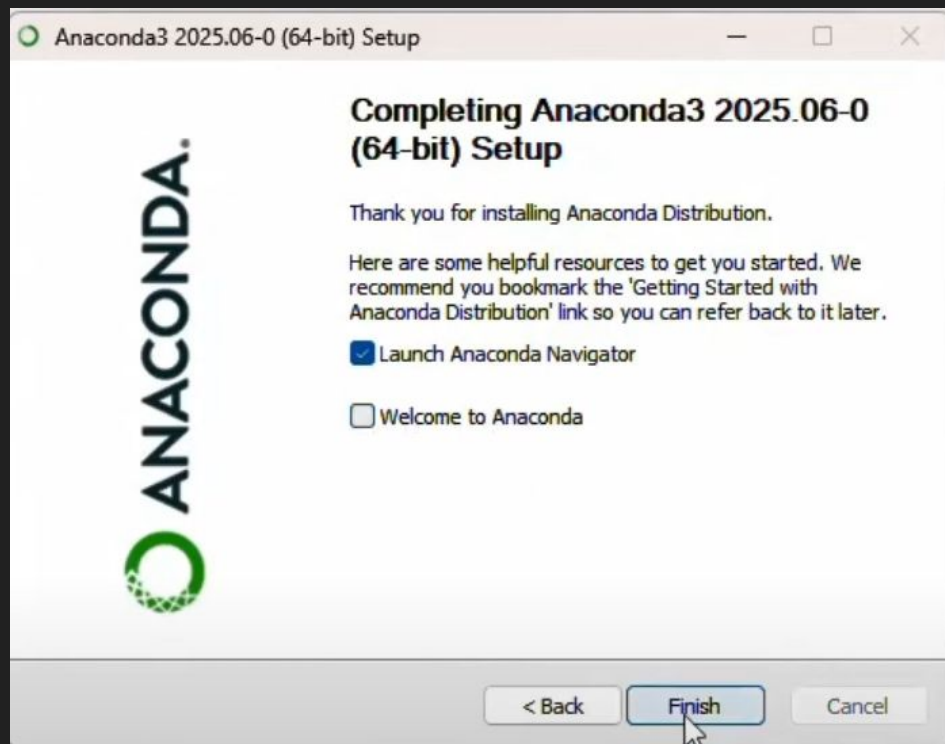 Anaconda3 2025.06-0 (64-bit) Setup
ANACONDA.
Completing Anaconda3 2025.06-0
(64-bit) Setup
Thank you for installing Anaconda Distribution.
Here are some helpful resources to get you started. We
recommend you bookmark the 'Getting Started with
Anaconda Distribution' link so you can refer back to it later.
Launch Anaconda Navigator
Welcome to Anaconda
< Back Finish Cancel